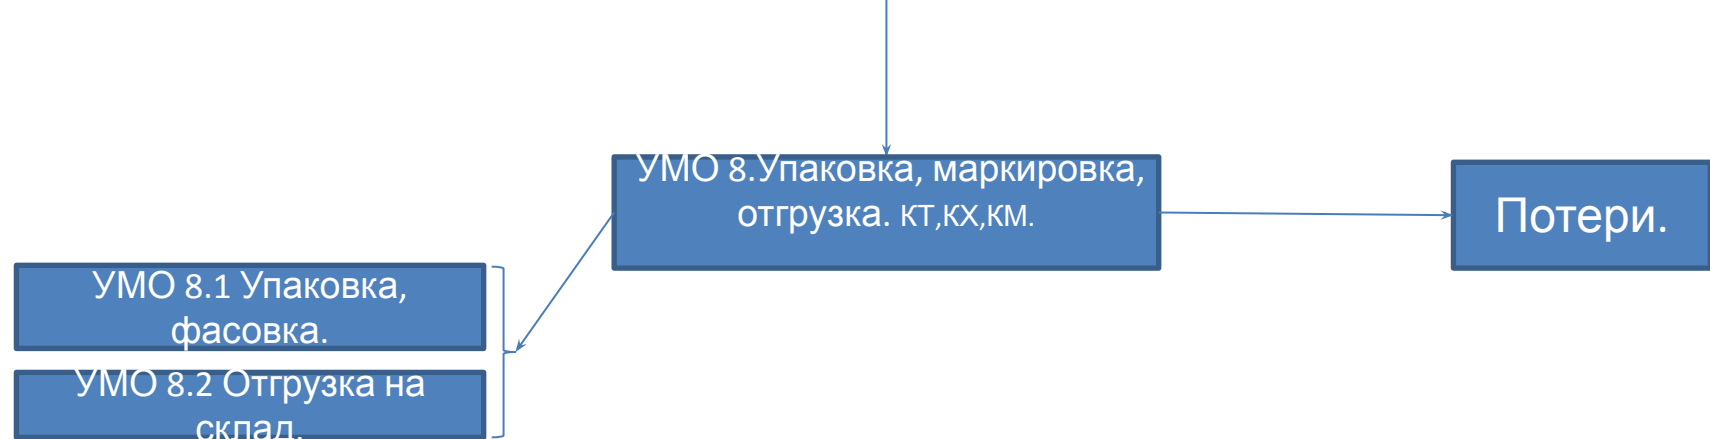 УМО 8.Упаковка, маркировка,
отгрузка. КТ,КХ,КМ.
Потери.
УМО 8.1 Упаковка,
фасовка.
УМО 8.2 Отгрузка на
склад.